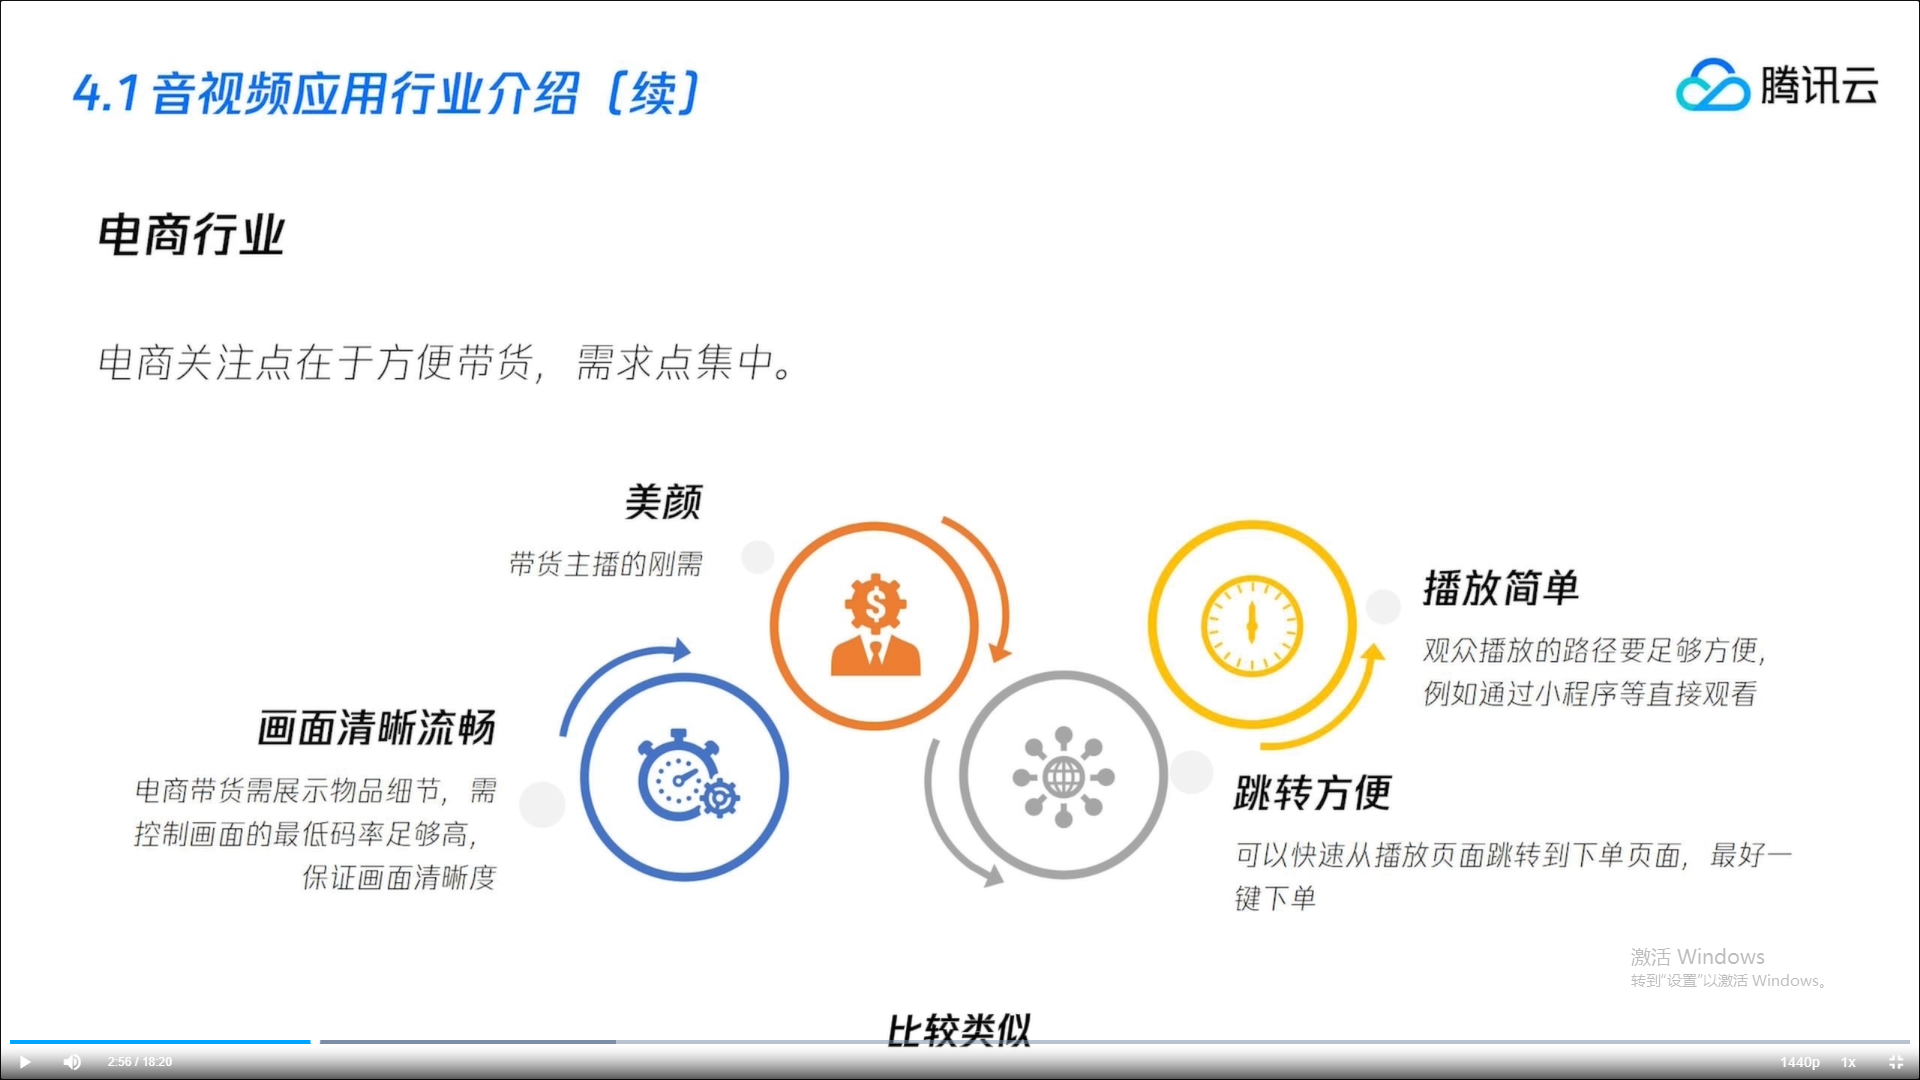 4.1 音视频应用行业介绍（续）
腾讯云
电商行业
电商关注点在于方便带货，需求点集中。
美颜
带货主播的刚需
画面清晰流畅
电商带货需展示物品细节，需
控制画面的最低码率足够高，
保证画面清晰度
播放简单
观众播放的路径要足够方便，
例如通过小程序等直接观看
跳转方便
可以快速从播放页面跳转到下单页面，最好一
键下单
激活 Windows
转到“设置”以激活 Windows。
比较类似
2:56 / 18:20
1440p
1x